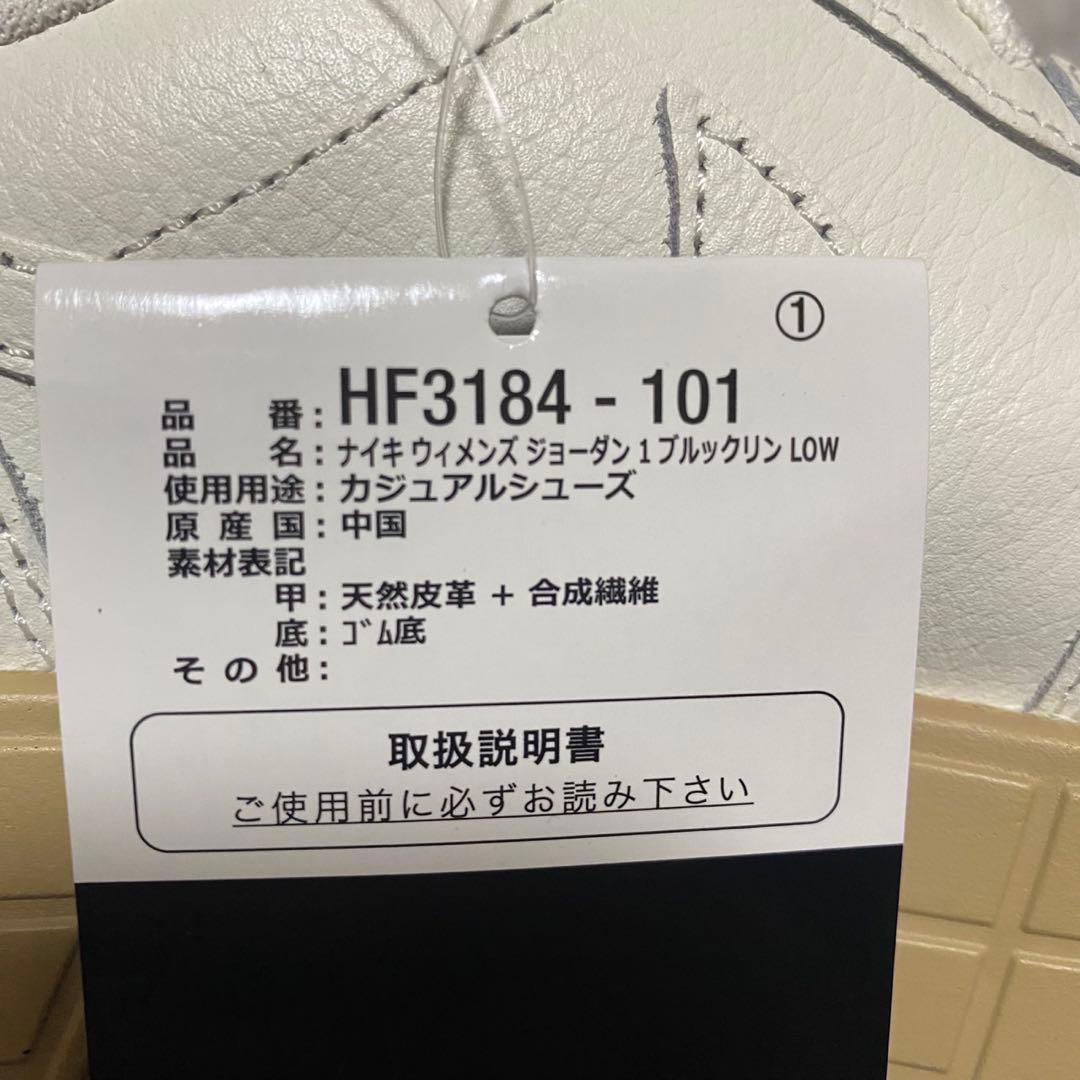 ①
品番：HF3184 - 101
品名：ナイキ ウィメンズ ジョーダン 1 ブルックリン LOW
使用用途：カジュアルシューズ
原産国：中国
素材表記
甲：天然皮革 + 合成繊維
底：ｺﾞﾑ底
その他：
取扱説明書
ご使用前に必ずお読み下さい